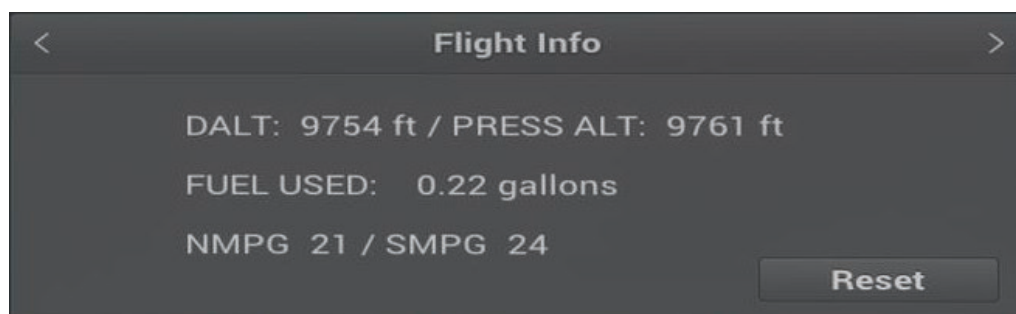 < Flight Info >
DALT: 9754 ft / PRESS ALT: 9761 ft
FUEL USED: 0.22 gallons
NMPG 21 / SMPG 24
Reset